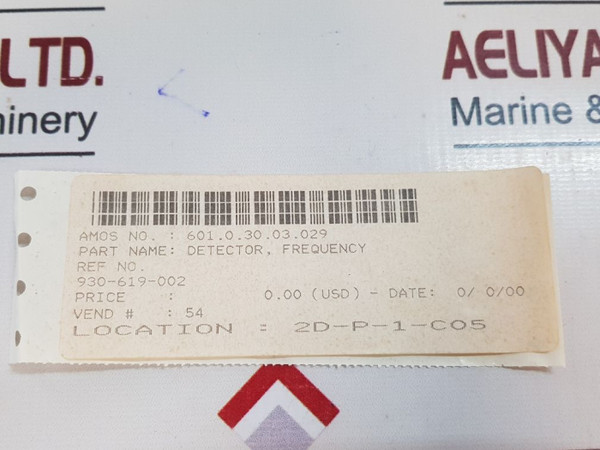 LTD.
AELIYA
hinery
Marine &
AMOS NO. : 601.0.30.03.029
PART NAME: DETECTOR, FREQUENCY
REF NO.
930-619-002
PRICE : 0.00 (USD) - DATE: 0/ 0/00
VEND # : 54
LOCATION : 2D-P-1-C05